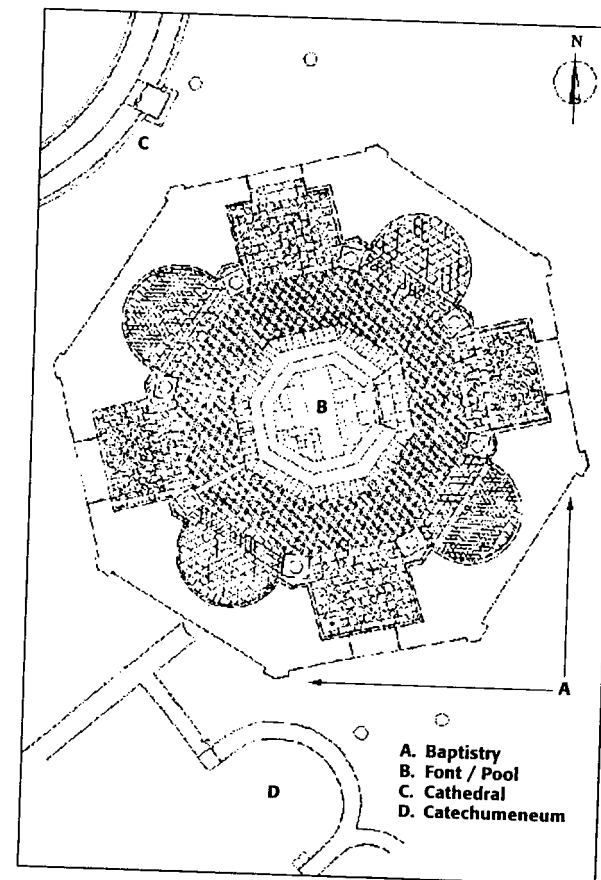 N
C
B
A
D
A. Baptistry
B. Font / Pool
C. Cathedral
D. Catechumeneum